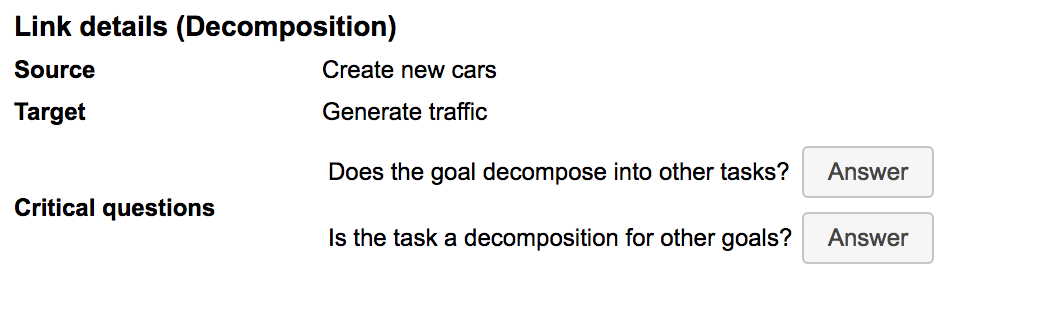 Link details (Decomposition)
Source Create new cars
Target Generate traffic
Does the goal decompose into other tasks? Answer
Critical questions
Is the task a decomposition for other goals? Answer